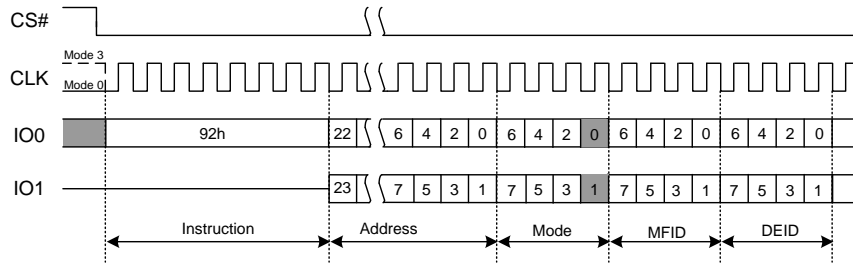 CS#
Mode 3
CLK
Mode 0
IO0 92h 22 6 4 2 0 6 4 2 0 6 4 2 0 6 4 2 0
IO1 23 7 5 3 1 7 5 3 1 7 5 3 1 7 5 3 1
Instruction Address Mode MFID DEID